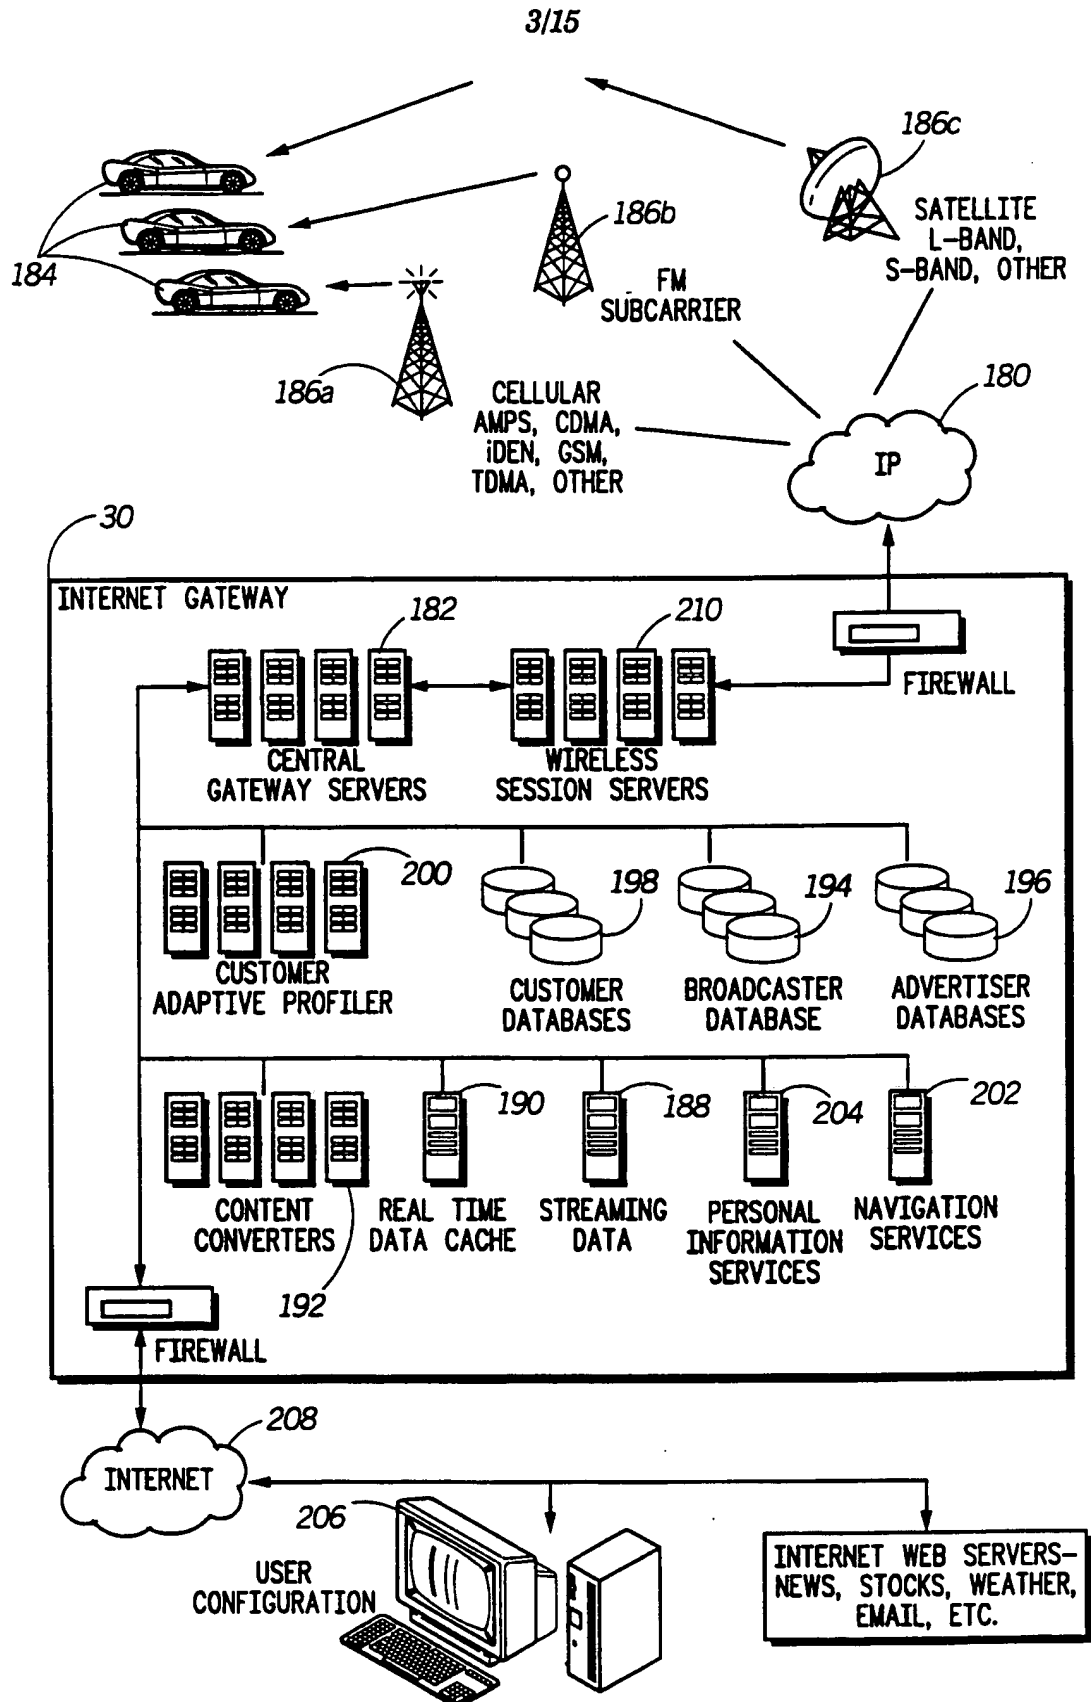 3/15
186c
SATELLITE
L-BAND,
S-BAND, OTHER
186b
FM
SUBCARRIER
184
186a
CELLULAR
AMPS, CDMA,
iDEN, GSM,
TDMA, OTHER
180
IP
30
INTERNET GATEWAY
182
210
FIREWALL
CENTRAL
GATEWAY SERVERS
WIRELESS
SESSION SERVERS
200
198
194
196
CUSTOMER
ADAPTIVE PROFILER
CUSTOMER
DATABASES
BROADCASTER
DATABASE
ADVERTISER
DATABASES
190
188
204
202
CONTENT
CONVERTERS
REAL TIME
DATA CACHE
STREAMING
DATA
PERSONAL
INFORMATION
SERVICES
NAVIGATION
SERVICES
192
FIREWALL
208
INTERNET
206
USER
CONFIGURATION
INTERNET WEB SERVERS-
NEWS, STOCKS, WEATHER,
EMAIL, ETC.